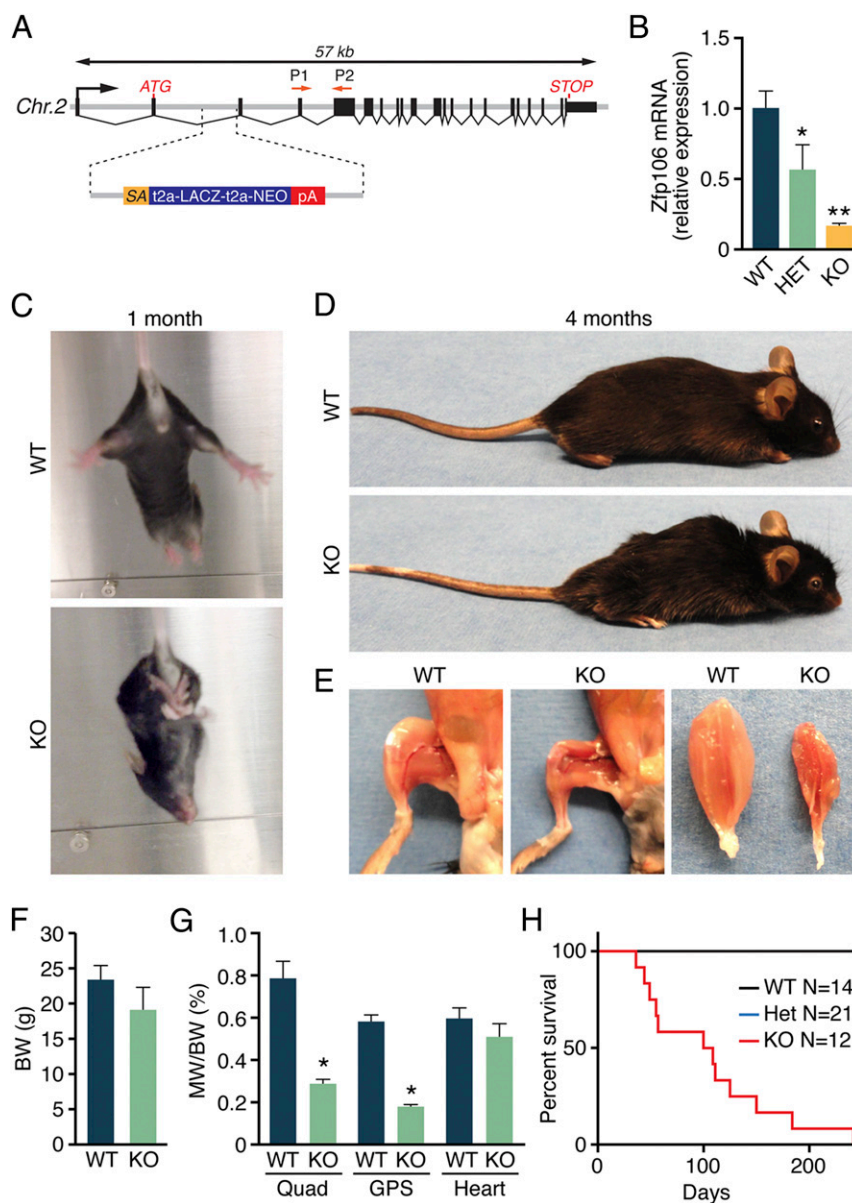 A
57 kb
ATG
P1
P2
STOP
Chr.2
SA
t2a-LACZ-t2a-NEO
pA
B
Zfp106 mRNA
(relative expression)
1.5
1.0
0.5
0
*
**
WT
HET
KO
C
1 month
WT
KO
D
4 months
WT
KO
E
WT
KO
WT
KO
F
BW (g)
30
25
20
15
10
5
0
WT
KO
G
MW/BW (%)
1.0
0.8
0.6
0.4
0.2
0
*
*
WT KO WT KO WT KO
Quad GPS Heart
H
Percent survival
100
50
0
WT N=14
Het N=21
KO N=12
0 100 200
Days